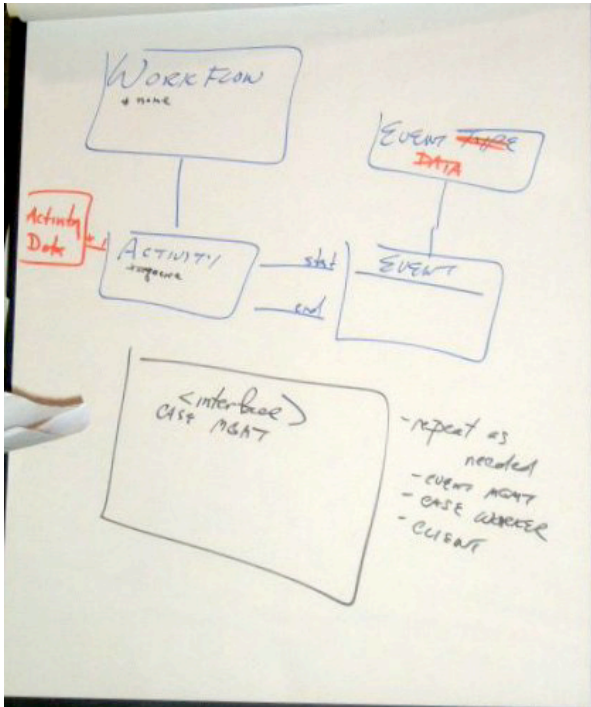 WORKFLOW
+ name
EVENT TYPE
DATA
Activity
Data
* 1
ACTIVITY
start
EVENT
end
<interface>
CASE MGMT
- repeat as
needed
- EVENT MGMT
- CASE WORKER
- CLIENT